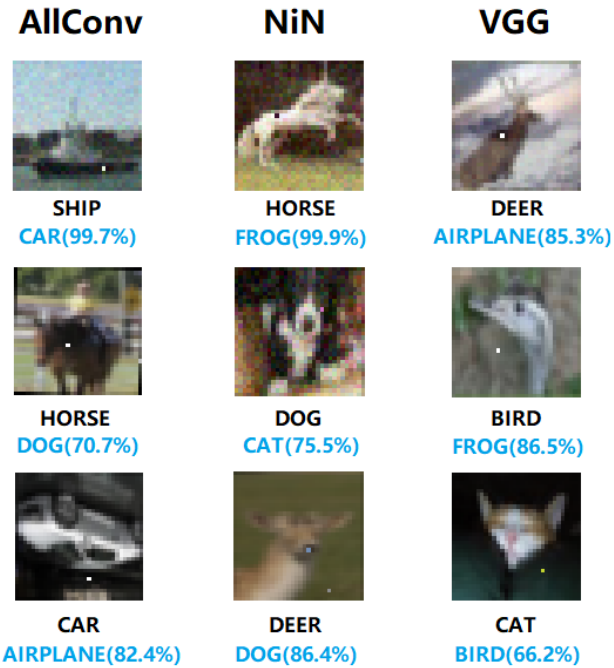 AllConv NiN VGG
SHIP HORSE DEER
CAR(99.7%) FROG(99.9%) AIRPLANE(85.3%)
HORSE DOG BIRD
DOG(70.7%) CAT(75.5%) FROG(86.5%)
CAR DEER CAT
AIRPLANE(82.4%) DOG(86.4%) BIRD(66.2%)